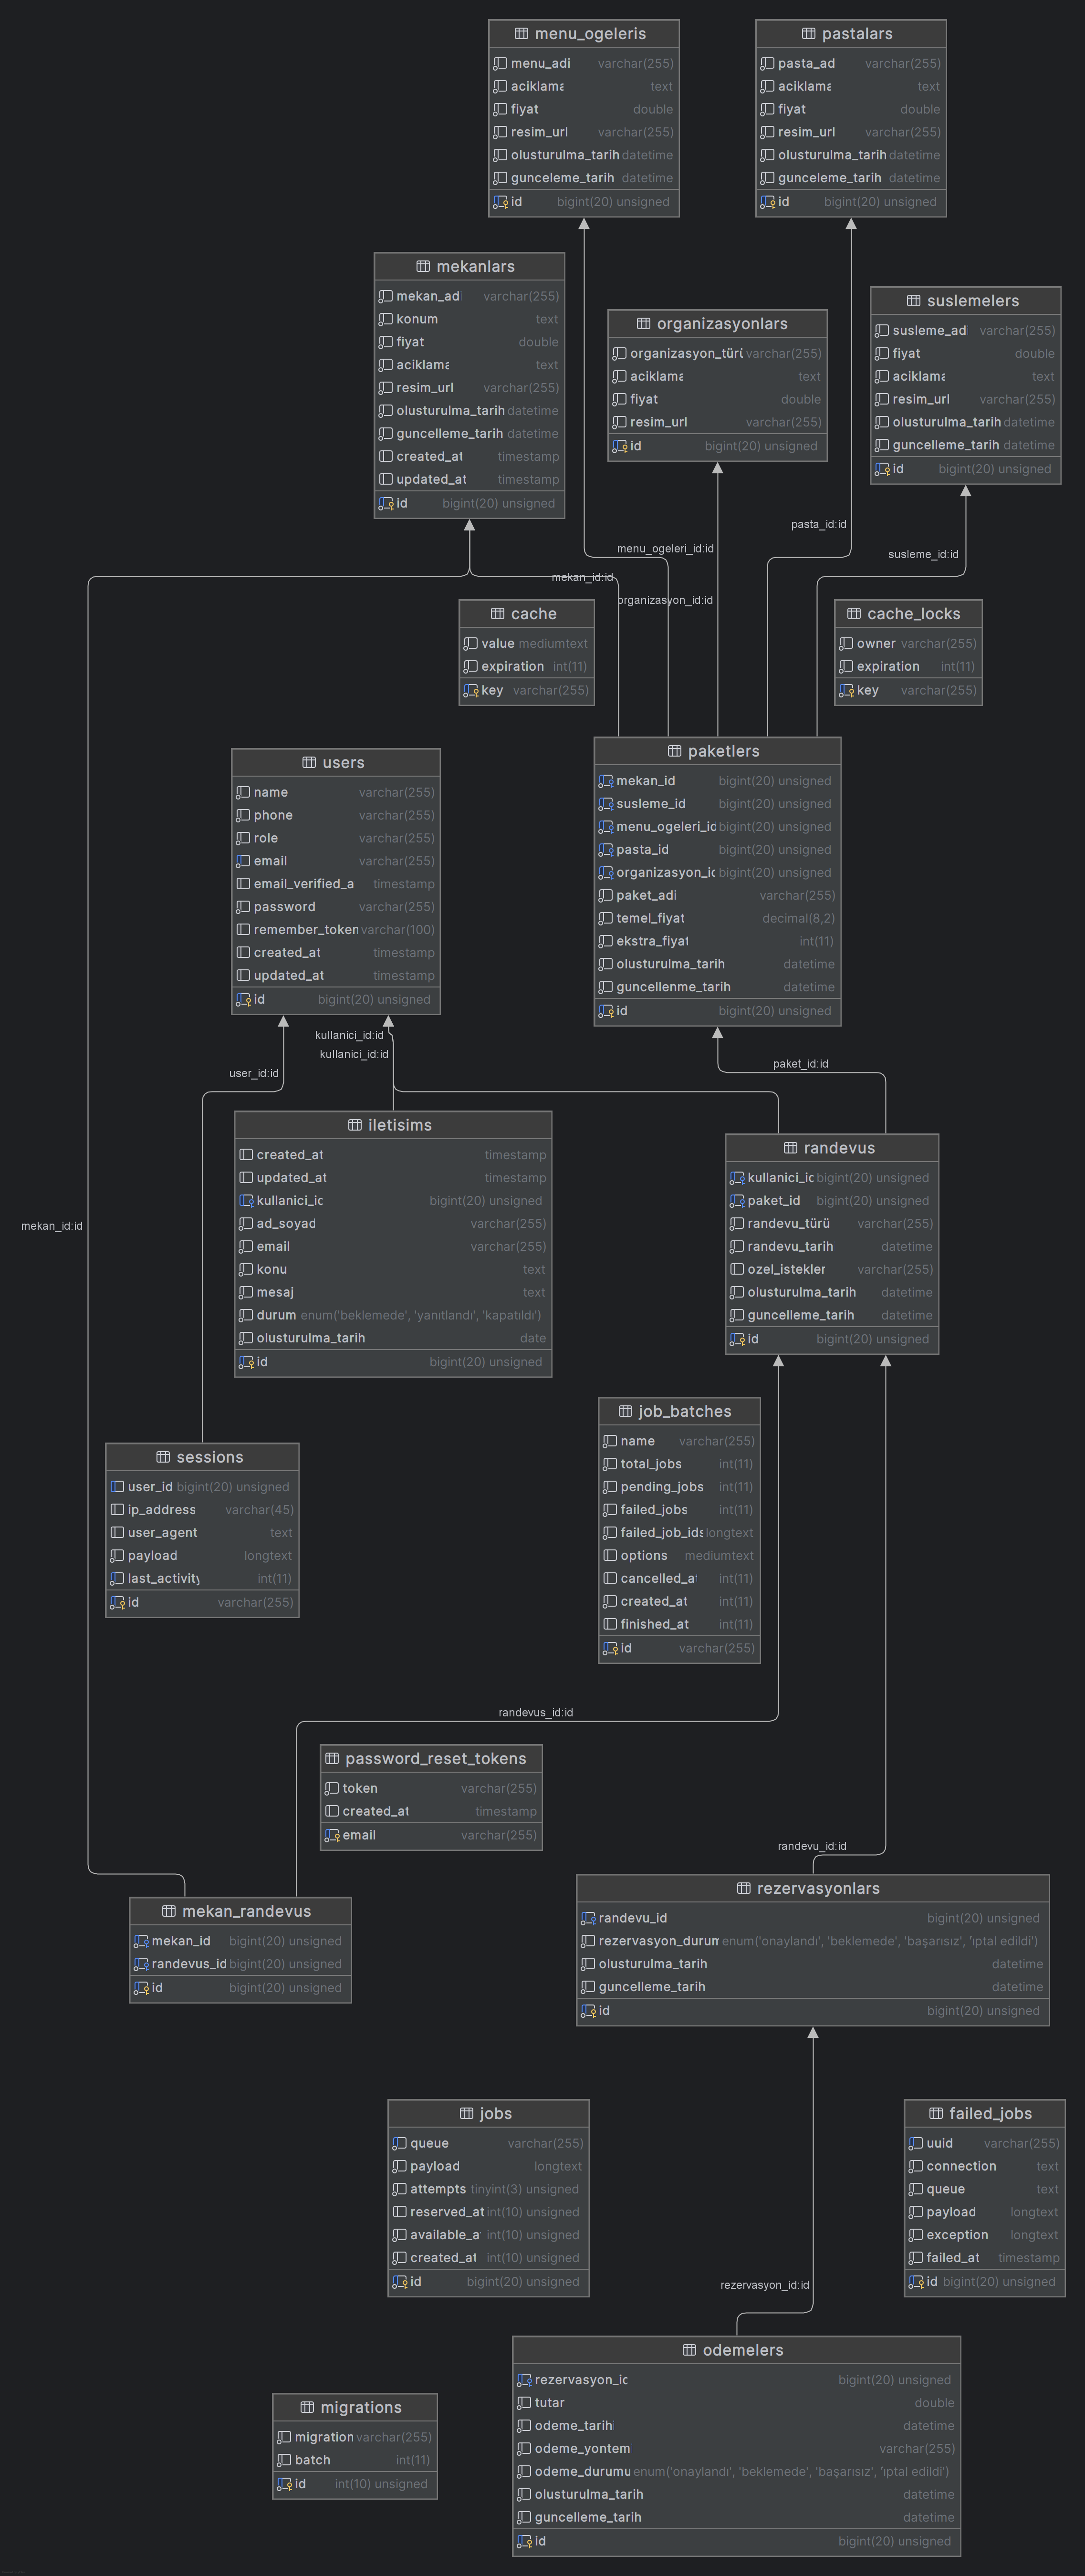 menu_ogeleris
menu_adi varchar(255)
aciklama text
fiyat double
resim_url varchar(255)
olusturulma_tarih datetime
gunceleme_tarih datetime
id bigint(20) unsigned
pastalars
pasta_ad varchar(255)
aciklama text
fiyat double
resim_url varchar(255)
olusturulma_tarih datetime
gunceleme_tarih datetime
id bigint(20) unsigned
mekanlars
mekan_adi varchar(255)
konum text
fiyat double
aciklama text
resim_url varchar(255)
olusturulma_tarih datetime
guncelleme_tarih datetime
created_at timestamp
updated_at timestamp
id bigint(20) unsigned
organizasyonlars
organizasyon_türü varchar(255)
aciklama text
fiyat double
resim_url varchar(255)
id bigint(20) unsigned
suslemelers
susleme_adi varchar(255)
fiyat double
aciklama text
resim_url varchar(255)
olusturulma_tarih datetime
guncelleme_tarih datetime
id bigint(20) unsigned
pasta_id:id
menu_ogeleri_id:id
susleme_id:id
mekan_id:id
organizasyon_id:id
cache
value mediumtext
expiration int(11)
key varchar(255)
cache_locks
owner varchar(255)
expiration int(11)
key varchar(255)
users
name varchar(255)
phone varchar(255)
role varchar(255)
email varchar(255)
email_verified_a timestamp
password varchar(255)
remember_token varchar(100)
created_at timestamp
updated_at timestamp
id bigint(20) unsigned
paketlers
mekan_id bigint(20) unsigned
susleme_id bigint(20) unsigned
menu_ogeleri_id bigint(20) unsigned
pasta_id bigint(20) unsigned
organizasyon_id bigint(20) unsigned
paket_adi varchar(255)
temel_fiyat decimal(8,2)
ekstra_fiyat int(11)
olusturulma_tarih datetime
guncellenme_tarih datetime
id bigint(20) unsigned
kullanici_id:id
kullanici_id:id
user_id:id
paket_id:id
iletisims
created_at timestamp
updated_at timestamp
kullanici_id bigint(20) unsigned
ad_soyad varchar(255)
email varchar(255)
konu text
mesaj text
durum enum('beklemede', 'yanıtlandı', 'kapatıldı')
olusturulma_tarih date
id bigint(20) unsigned
randevus
kullanici_id bigint(20) unsigned
paket_id bigint(20) unsigned
randevu_türü varchar(255)
randevu_tarih datetime
ozel_istekler varchar(255)
olusturulma_tarih datetime
guncelleme_tarih datetime
id bigint(20) unsigned
mekan_id:id
job_batches
name varchar(255)
total_jobs int(11)
pending_jobs int(11)
failed_jobs int(11)
failed_job_ids longtext
options mediumtext
cancelled_at int(11)
created_at int(11)
finished_at int(11)
id varchar(255)
sessions
user_id bigint(20) unsigned
ip_address varchar(45)
user_agent text
payload longtext
last_activity int(11)
id varchar(255)
randevus_id:id
password_reset_tokens
token varchar(255)
created_at timestamp
email varchar(255)
randevu_id:id
mekan_randevus
mekan_id bigint(20) unsigned
randevus_id bigint(20) unsigned
id bigint(20) unsigned
rezervasyonlars
randevu_id bigint(20) unsigned
rezervasyon_durum enum('onaylandı', 'beklemede', 'başarısız', 'iptal edildi')
olusturulma_tarih datetime
guncelleme_tarih datetime
id bigint(20) unsigned
jobs
queue varchar(255)
payload longtext
attempts tinyint(3) unsigned
reserved_at int(10) unsigned
available_a int(10) unsigned
created_at int(10) unsigned
id bigint(20) unsigned
failed_jobs
uuid varchar(255)
connection text
queue text
payload longtext
exception longtext
failed_at timestamp
id bigint(20) unsigned
rezervasyon_id:id
odemelers
rezervasyon_id bigint(20) unsigned
tutar double
odeme_tarihi datetime
odeme_yontemi varchar(255)
odeme_durumu enum('onaylandı', 'beklemede', 'başarısız', 'iptal edildi')
olusturulma_tarih datetime
guncelleme_tarih datetime
id bigint(20) unsigned
migrations
migration varchar(255)
batch int(11)
id int(10) unsigned